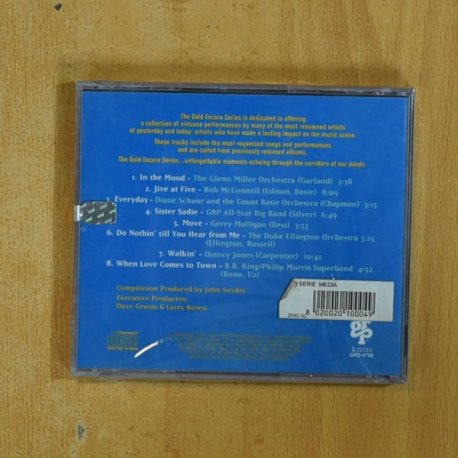 The Gold Encore Series is dedicated to offering
a collection of virtuoso performances by many of the most renowned artists
of yesterday and today; artists who have made a lasting impact on the music scene.
These tracks include the most requested songs and performances
and are culled from previously released albums.
The Gold Encore Series...unforgettable moments echoing through the corridors of our minds.
1. In the Mood - The Glenn Miller Orchestra (Garland) 3:38
2. Jive at Five - Rob McConnell (Edison, Basie) 8:09
Everyday - Diane Schuur and the Count Basie Orchestra (Chapman) 3:15
4. Sister Sadie - GRP All-Star Big Band (Silver) 6:49
5. Move - Gerry Mulligan (Best) 3:51
6. Do Nothin' till You Hear from Me - The Duke Ellington Orchestra 3:25
(Ellington, Russell)
7. Walkin' - Quincy Jones (Carpenter) 10:42
8. When Love Comes to Town - B.B. King/Philip Morris Superband 4:52
(Bono, U2)
Compilation Produced by John Snyder
Executive Producers:
Dave Grusin & Larry Rosen
SERIE MEDIA
8 020020 100049
COMPACT
DIGITAL AUDIO
grp